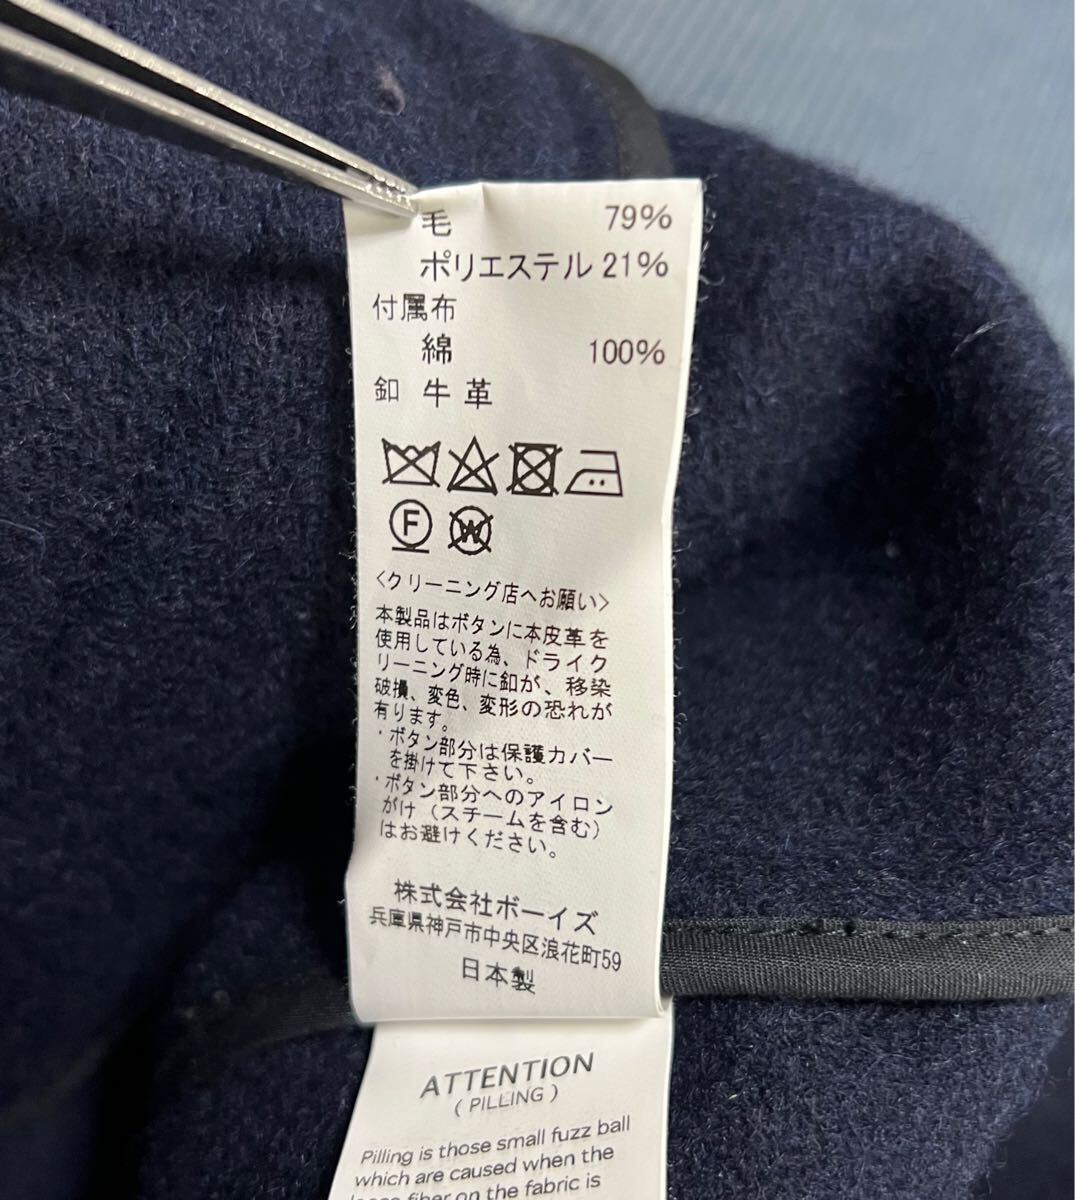 毛 79%
ポリエステル 21%
付属布
綿 100%
釦 牛革
F
W
<クリーニング店へお願い>
本製品はボタンに本皮革を
使用している為、ドライク
リーニング時に釦が、移染
破損、変色、変形の恐れが
有ります。
・ボタン部分は保護カバー
を掛けて下さい。
・ボタン部分へのアイロン
がけ（スチームを含む）
はお避けください。
株式会社ボーイズ
兵庫県神戸市中央区浪花町59
日本製
ATTENTION
( PILLING )
Pilling is those small fuzz ball
which are caused when the
loose fiber on the fabric is